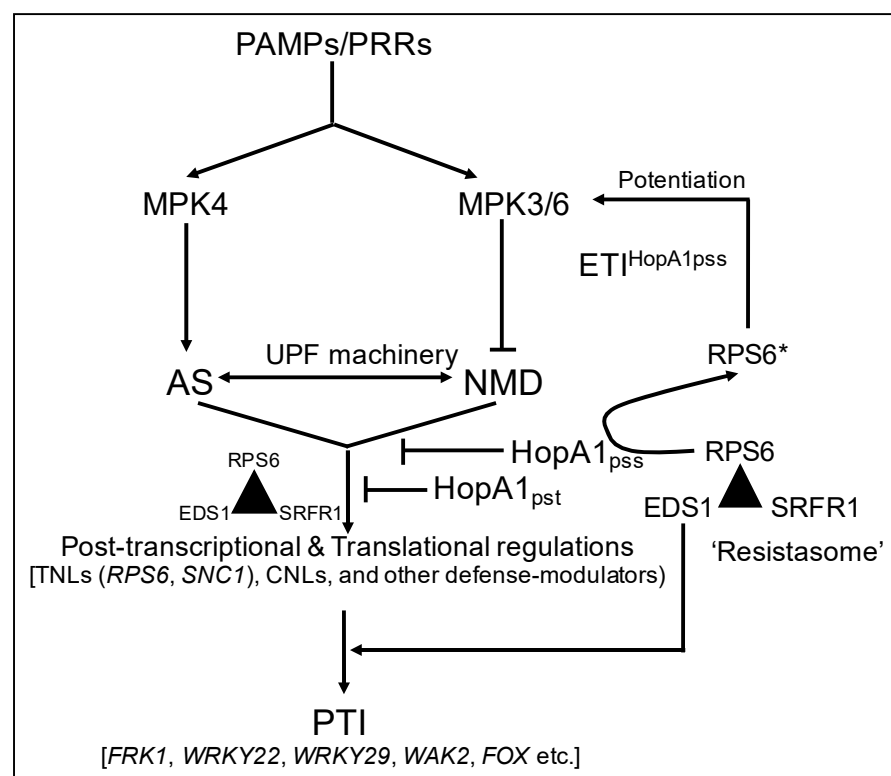 PAMPs/PRRs
MPK4
MPK3/6
Potentiation
ETI^HopA1pss
UPF machinery
AS
NMD
RPS6*
HopA1pss
RPS6
HopA1pst
RPS6
EDS1
SRFR1
EDS1
SRFR1
Post-transcriptional & Translational regulations
‘Resistasome’
[TNLs (RPS6, SNC1), CNLs, and other defense-modulators)
PTI
[FRK1, WRKY22, WRKY29, WAK2, FOX etc.]